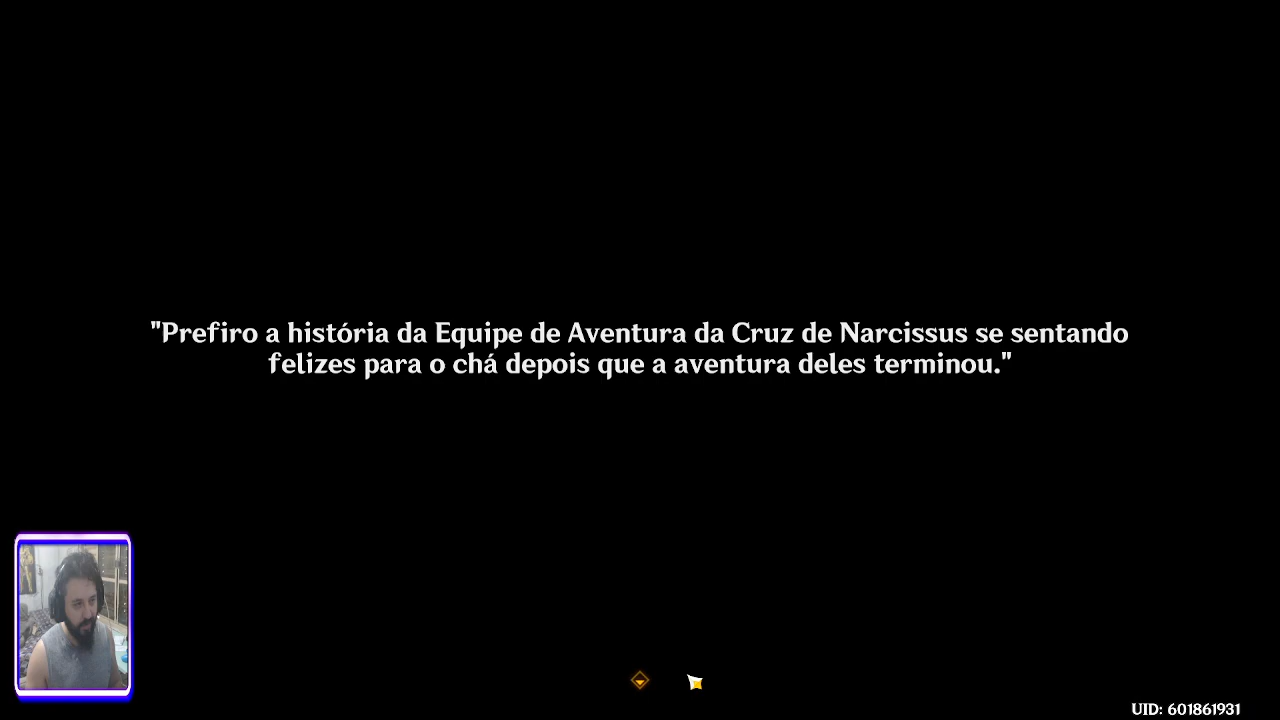 "Prefiro a história da Equipe de Aventura da Cruz de Narcissus se sentando
felizes para o chá depois que a aventura deles terminou."
UID: 601861931